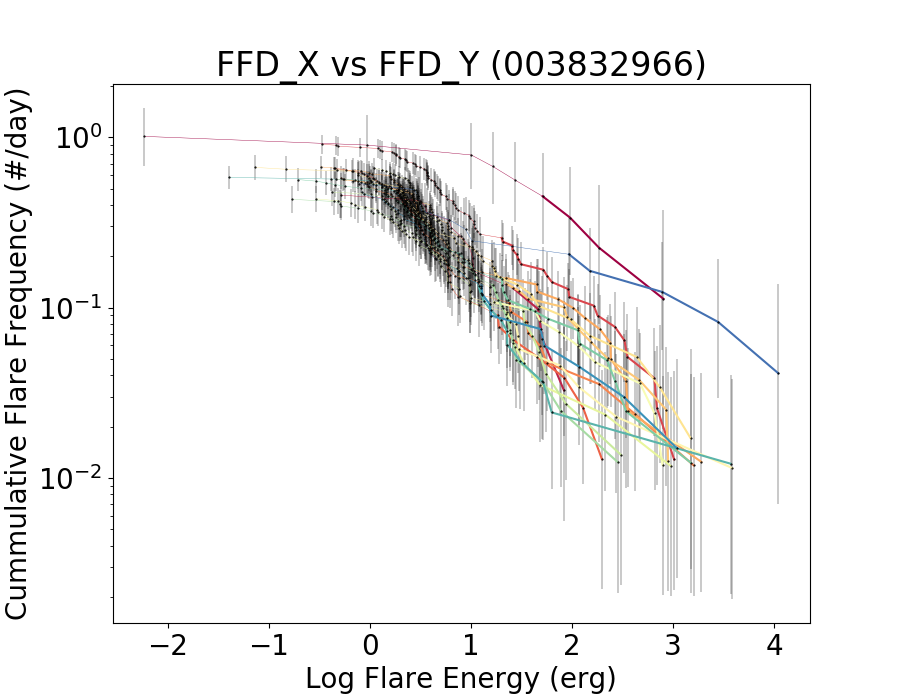 FFD_X vs FFD_Y (003832966)
Cummulative Flare Frequency (#/day)
10⁰
10⁻¹
10⁻²
−2 −1 0 1 2 3 4
Log Flare Energy (erg)